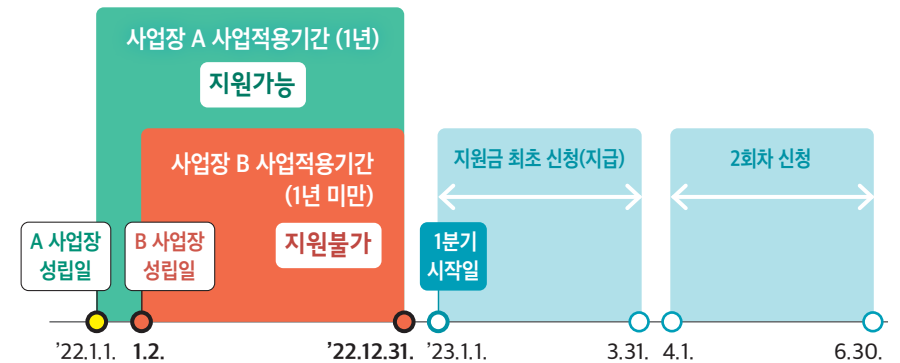 사업장 A 사업적용기간 (1년)
지원가능
사업장 B 사업적용기간
(1년 미만)
지원불가
지원금 최초 신청(지급)
2회차 신청
A 사업장
성립일
B 사업장
성립일
1분기
시작일
’22.1.1. 1.2. ’22.12.31. ’23.1.1. 3.31. 4.1. 6.30.